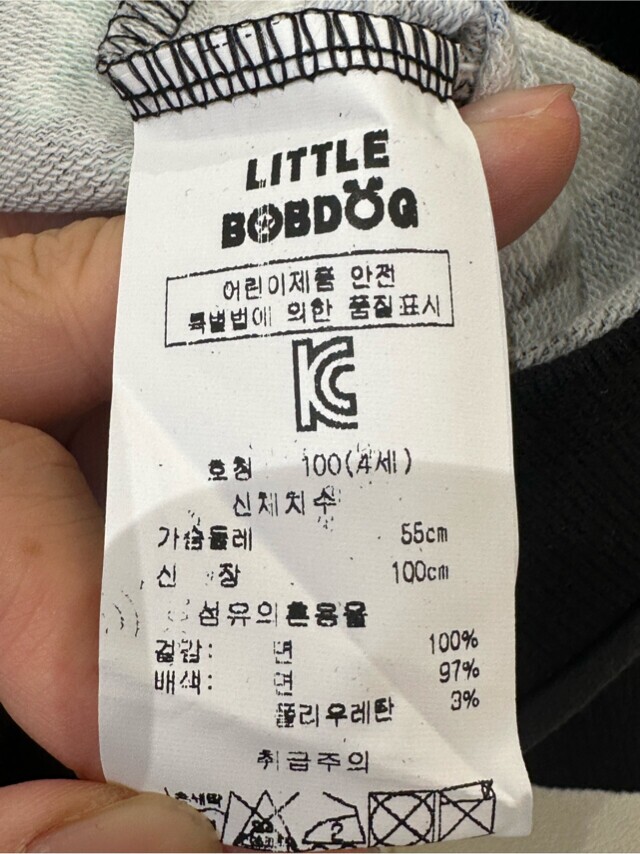 LITTLE
BOBDOG
어린이제품 안전
특별법에 의한 품질표시
KC
호칭 100(4세)
신체치수
가슴둘레 55cm
신 장 100cm
섬유의혼용율
겉감: 면 100%
배색: 면 97%
폴리우레탄 3%
취급주의